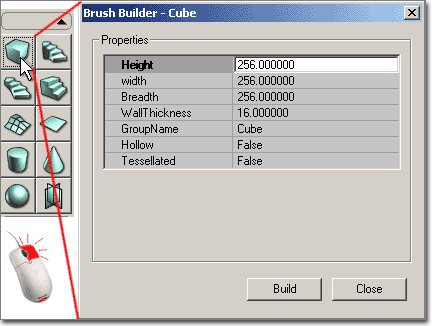 Brush Builder - Cube
Properties
Height 256.000000
width 256.000000
Breadth 256.000000
WallThickness 16.000000
GroupName Cube
Hollow False
Tessellated False
Build Close